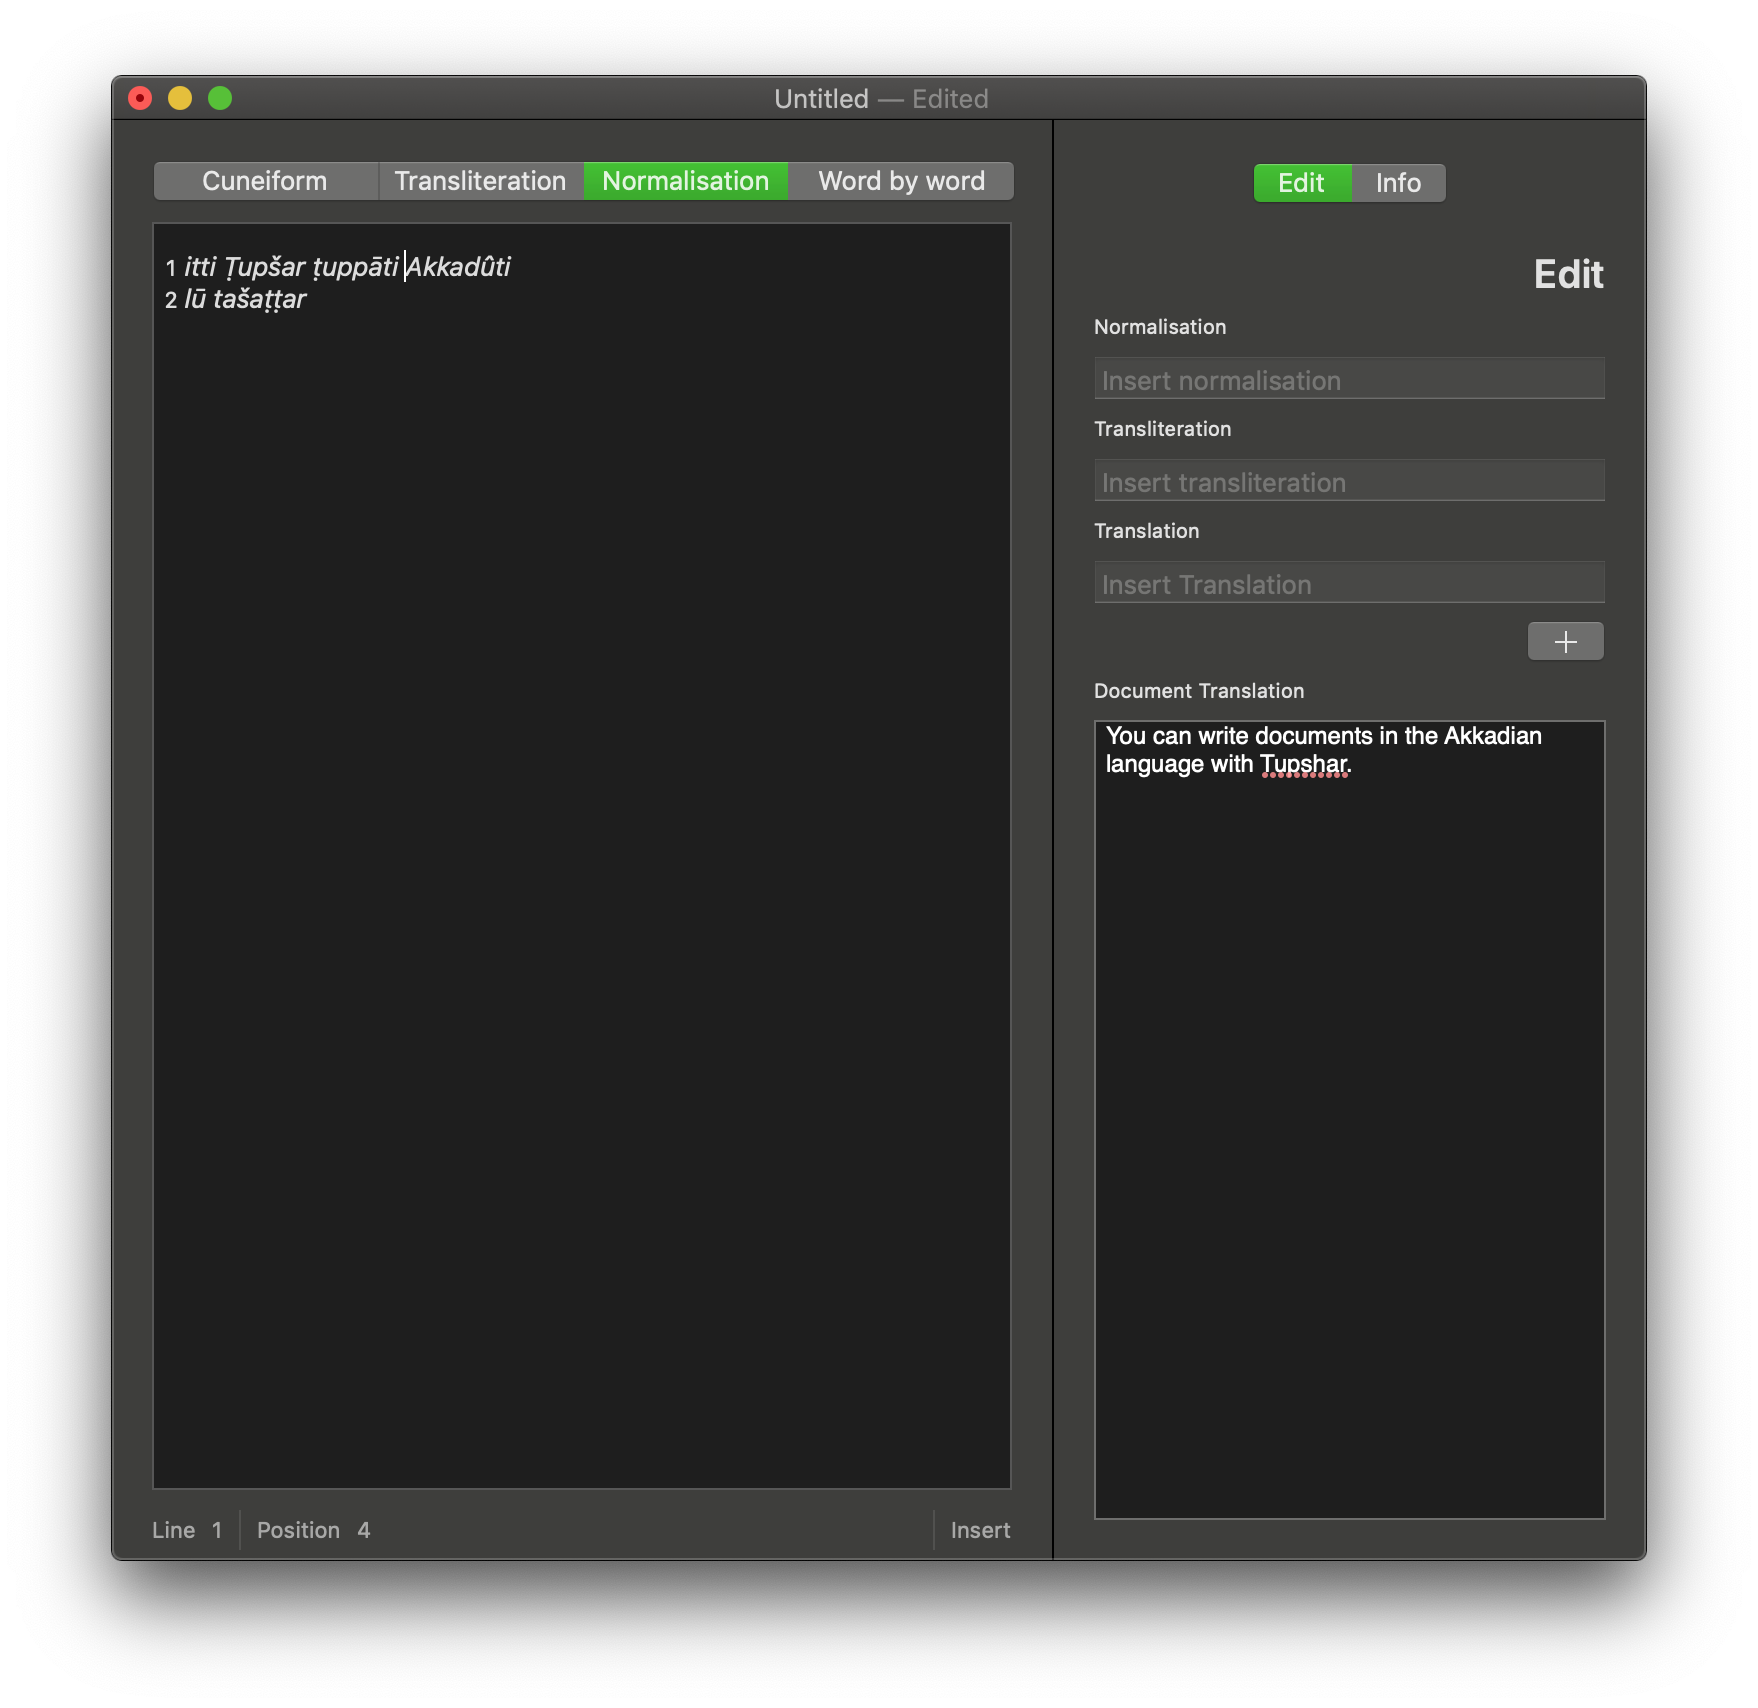 Untitled — Edited
Cuneiform Transliteration Normalisation Word by word
1 itti Ṭupšar ṭuppāti Akkadûti
2 lū tašaṭṭar
Line 1 Position 4 Insert
Edit Info
Edit
Normalisation
Insert normalisation
Transliteration
Insert transliteration
Translation
Insert Translation
+
Document Translation
You can write documents in the Akkadian
language with Tupshar.